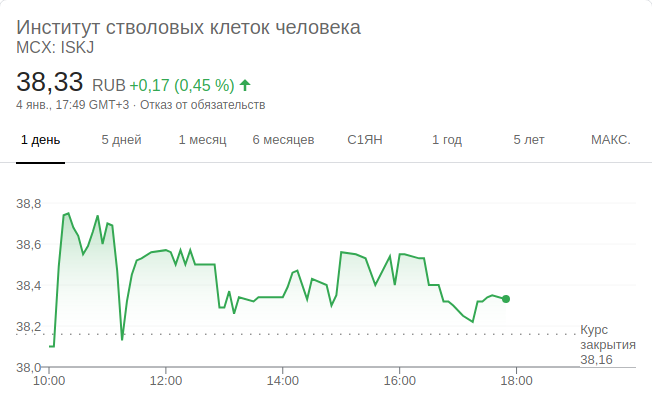 Институт стволовых клеток человека
MCX: ISKJ
38,33 RUB +0,17 (0,45 %)
4 янв., 17:49 GMT+3 · Отказ от обязательств
1 день 5 дней 1 месяц 6 месяцев С1ЯН 1 год 5 лет МАКС.
38,8
38,6
38,4
38,2
Курс
закрытия
38,16
38,0
10:00 12:00 14:00 16:00 18:00